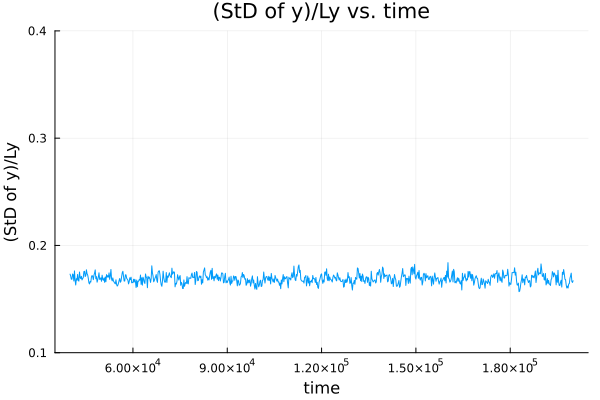 (StD of y)/Ly vs. time
(StD of y)/Ly
0.4
0.3
0.2
0.1
6.00×10⁴ 9.00×10⁴ 1.20×10⁵ 1.50×10⁵ 1.80×10⁵
time